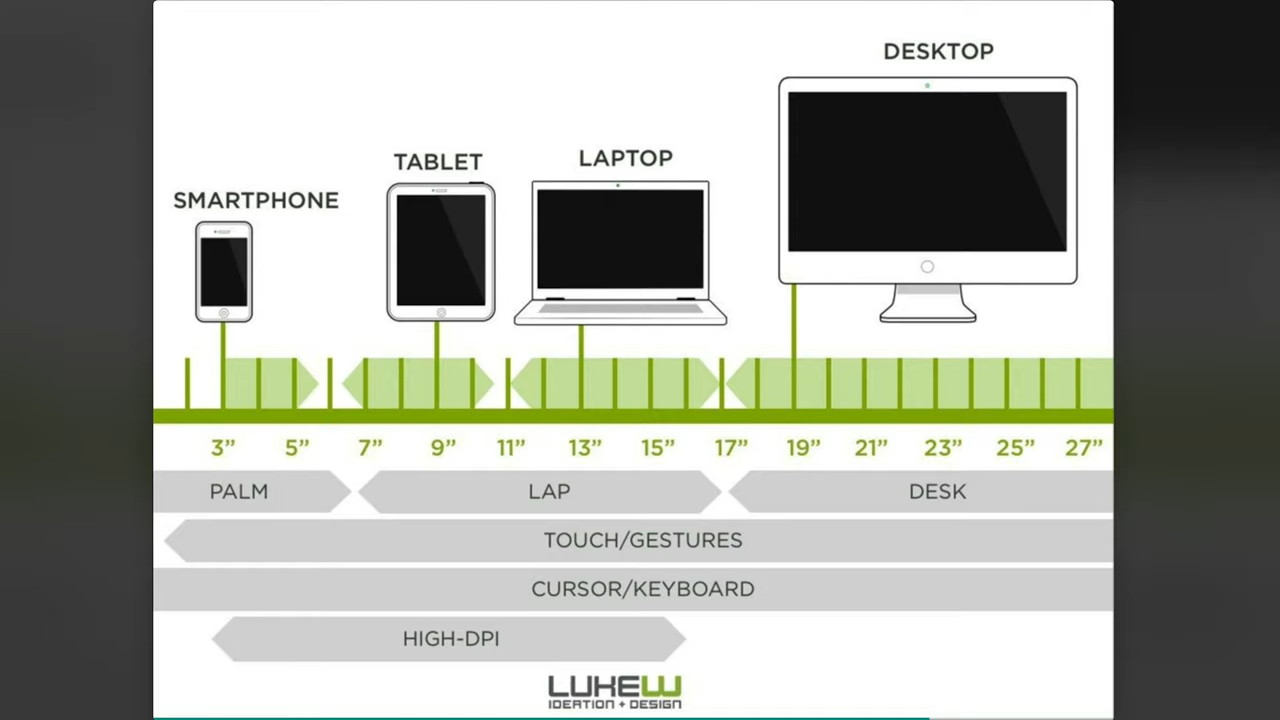 DESKTOP
LAPTOP
TABLET
SMARTPHONE
3” 5” 7” 9” 11” 13” 15” 17” 19” 21” 23” 25” 27”
PALM LAP DESK
TOUCH/GESTURES
CURSOR/KEYBOARD
HIGH-DPI
LUKEW
IDEATION + DESIGN